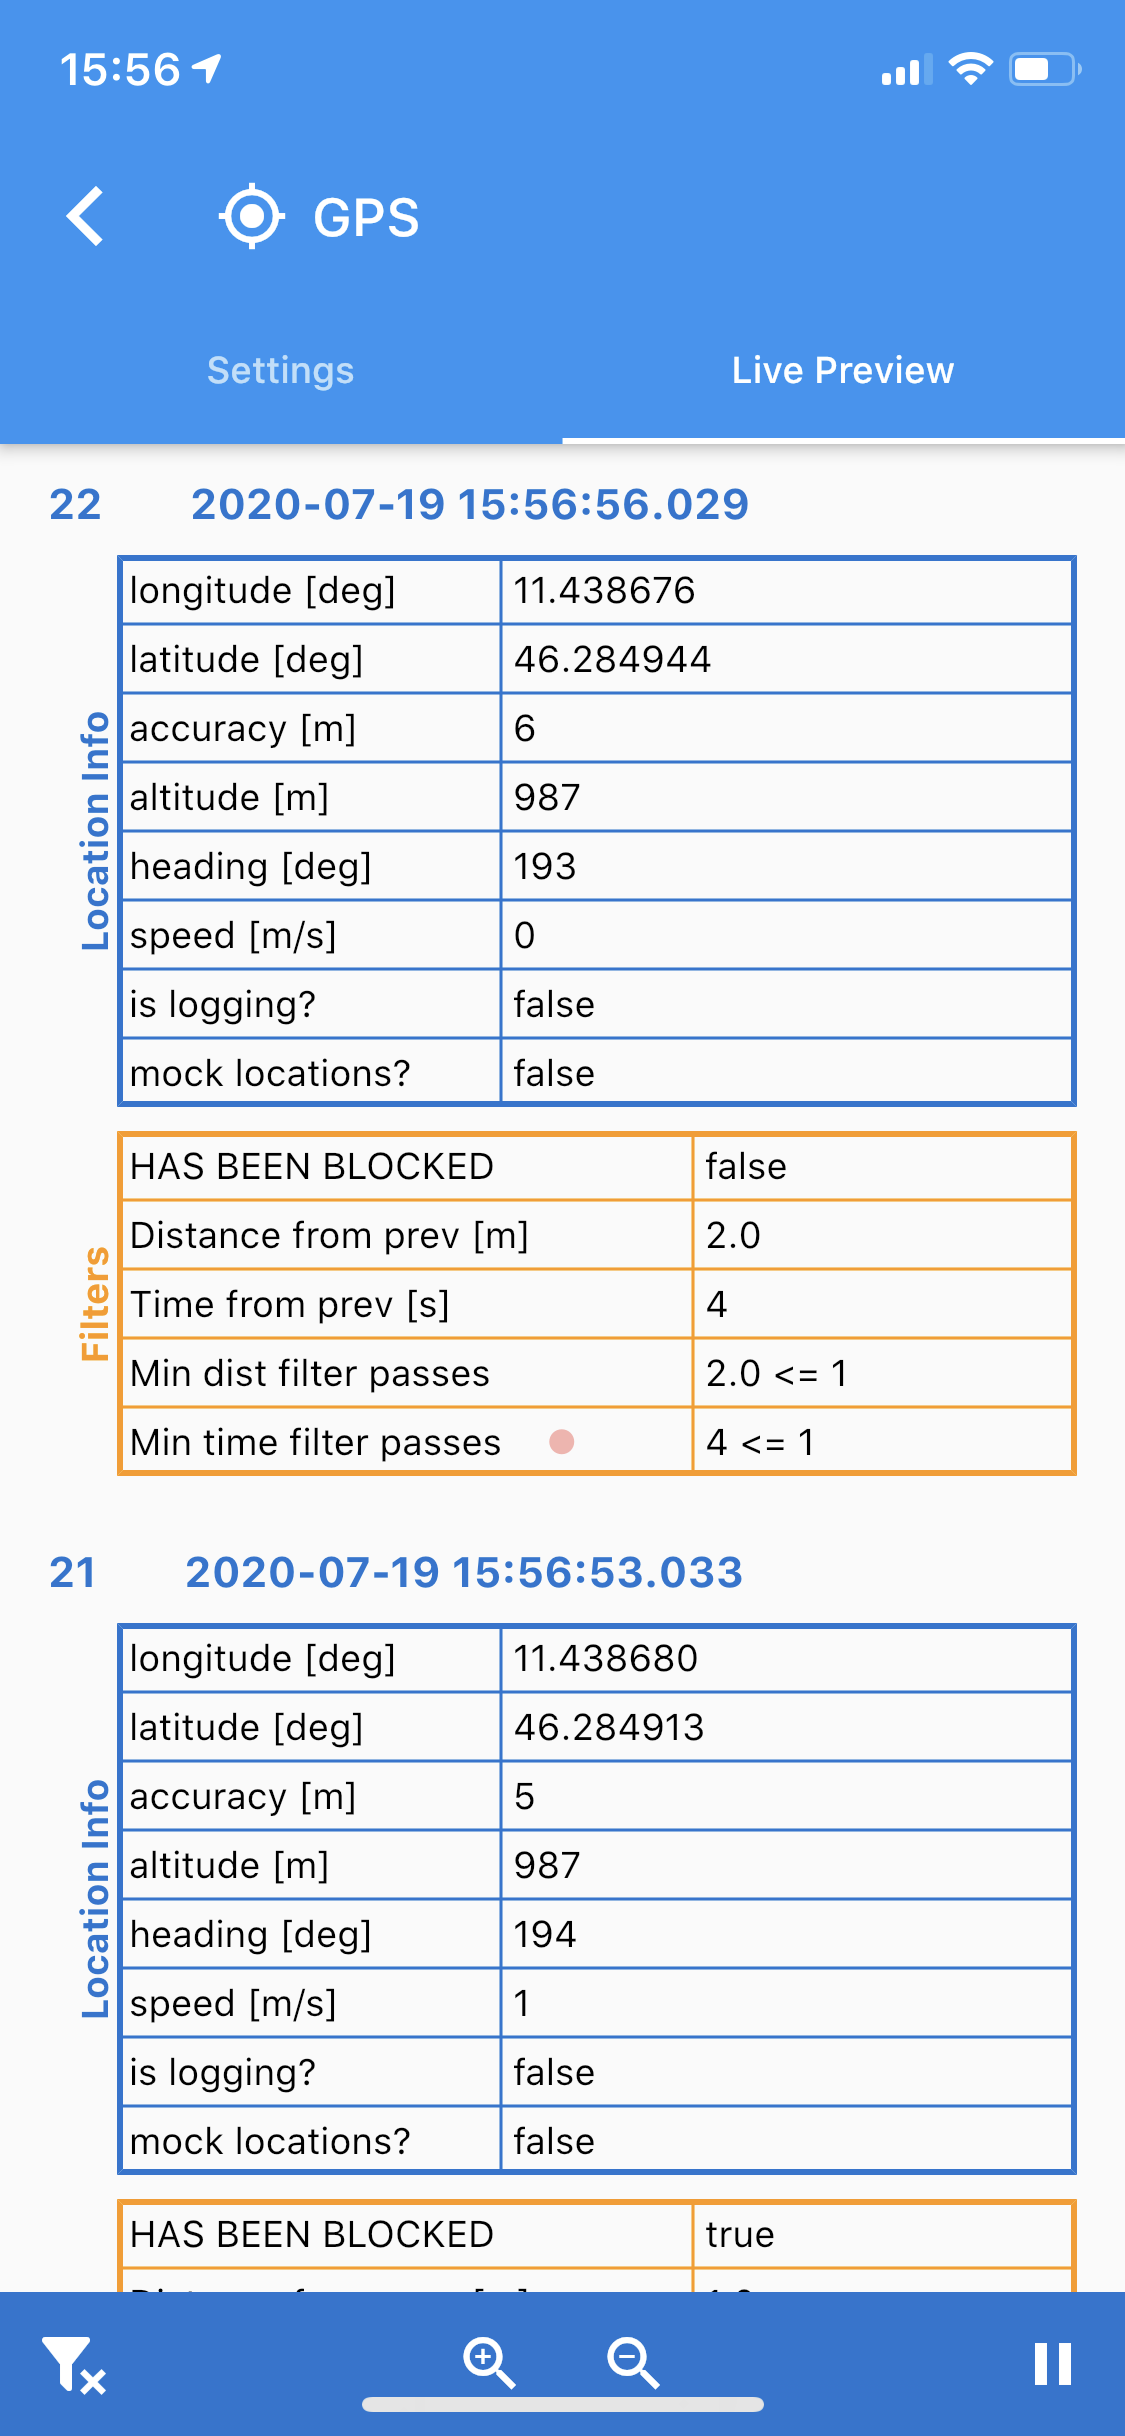 15:56
GPS
Settings
Live Preview
22 2020-07-19 15:56:56.029
Location Info
longitude [deg] 11.438676
latitude [deg] 46.284944
accuracy [m] 6
altitude [m] 987
heading [deg] 193
speed [m/s] 0
is logging? false
mock locations? false
Filters
HAS BEEN BLOCKED false
Distance from prev [m] 2.0
Time from prev [s] 4
Min dist filter passes 2.0 <= 1
Min time filter passes 4 <= 1
21 2020-07-19 15:56:53.033
Location Info
longitude [deg] 11.438680
latitude [deg] 46.284913
accuracy [m] 5
altitude [m] 987
heading [deg] 194
speed [m/s] 1
is logging? false
mock locations? false
HAS BEEN BLOCKED true